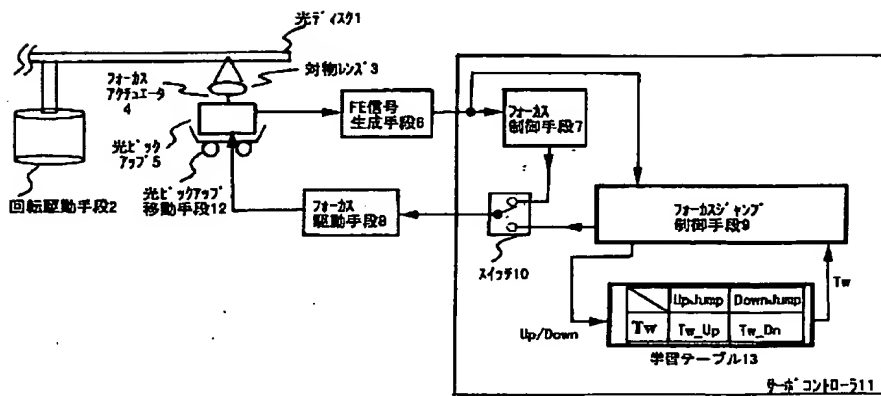 光ディスク1
対物レンズ3
フォーカス
アクチュエータ
4
光ピック
アップ5
光ピックアップ
移動手段12
回転駆動手段2
FE信号
生成手段6
フォーカス
制御手段7
フォーカス
駆動手段8
スイッチ10
フォーカスジャンプ
制御手段9
Up/Down
Tw
UpJump DownJump
Tw Tw_Up Tw_Dn
学習テーブル13
サーボコントローラ11